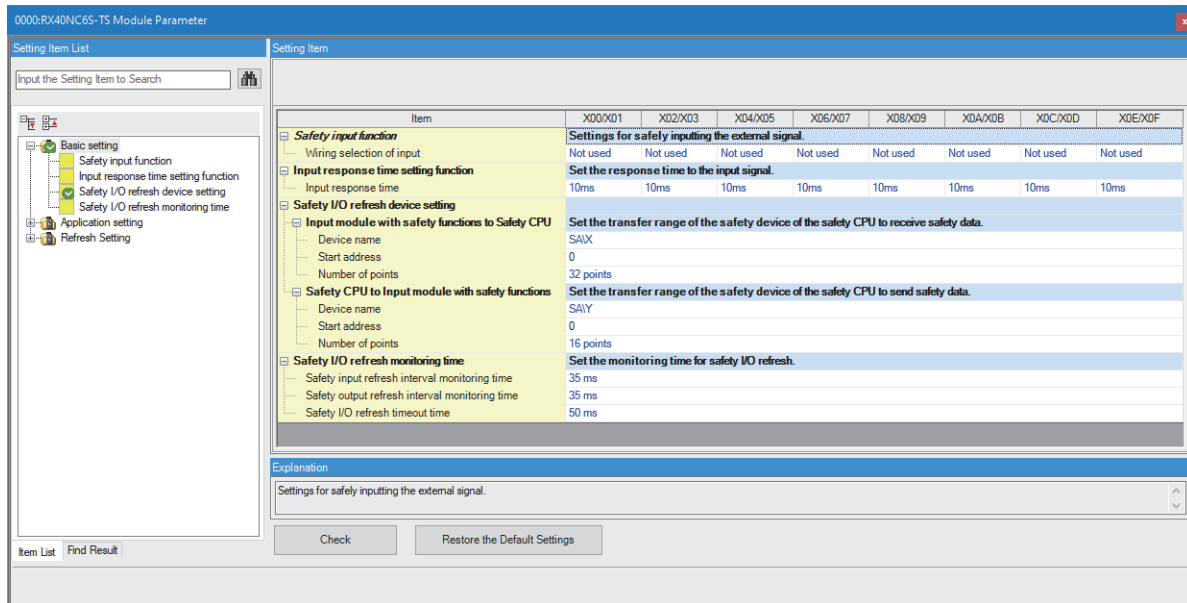 0000:RX40NC6S-TS Module Parameter
x
Setting Item List
Input the Setting Item to Search
Basic setting
Safety input function
Input response time setting function
Safety I/O refresh device setting
Safety I/O refresh monitoring time
Application setting
Refresh Setting
Item List Find Result
Setting Item
Item X00/X01 X02/X03 X04/X05 X06/X07 X08/X09 X0A/X0B X0C/X0D X0E/X0F
Safety input function Settings for safely inputting the external signal.
Wiring selection of input Not used Not used Not used Not used Not used Not used Not used Not used
Input response time setting function Set the response time to the input signal.
Input response time 10ms 10ms 10ms 10ms 10ms 10ms 10ms 10ms
Safety I/O refresh device setting
Input module with safety functions to Safety CPU Set the transfer range of the safety device of the safety CPU to receive safety data.
Device name SA\X
Start address 0
Number of points 32 points
Safety CPU to Input module with safety functions Set the transfer range of the safety device of the safety CPU to send safety data.
Device name SA\Y
Start address 0
Number of points 16 points
Safety I/O refresh monitoring time Set the monitoring time for safety I/O refresh.
Safety input refresh interval monitoring time 35 ms
Safety output refresh interval monitoring time 35 ms
Safety I/O refresh timeout time 50 ms
Explanation
Settings for safely inputting the external signal.
Check Restore the Default Settings